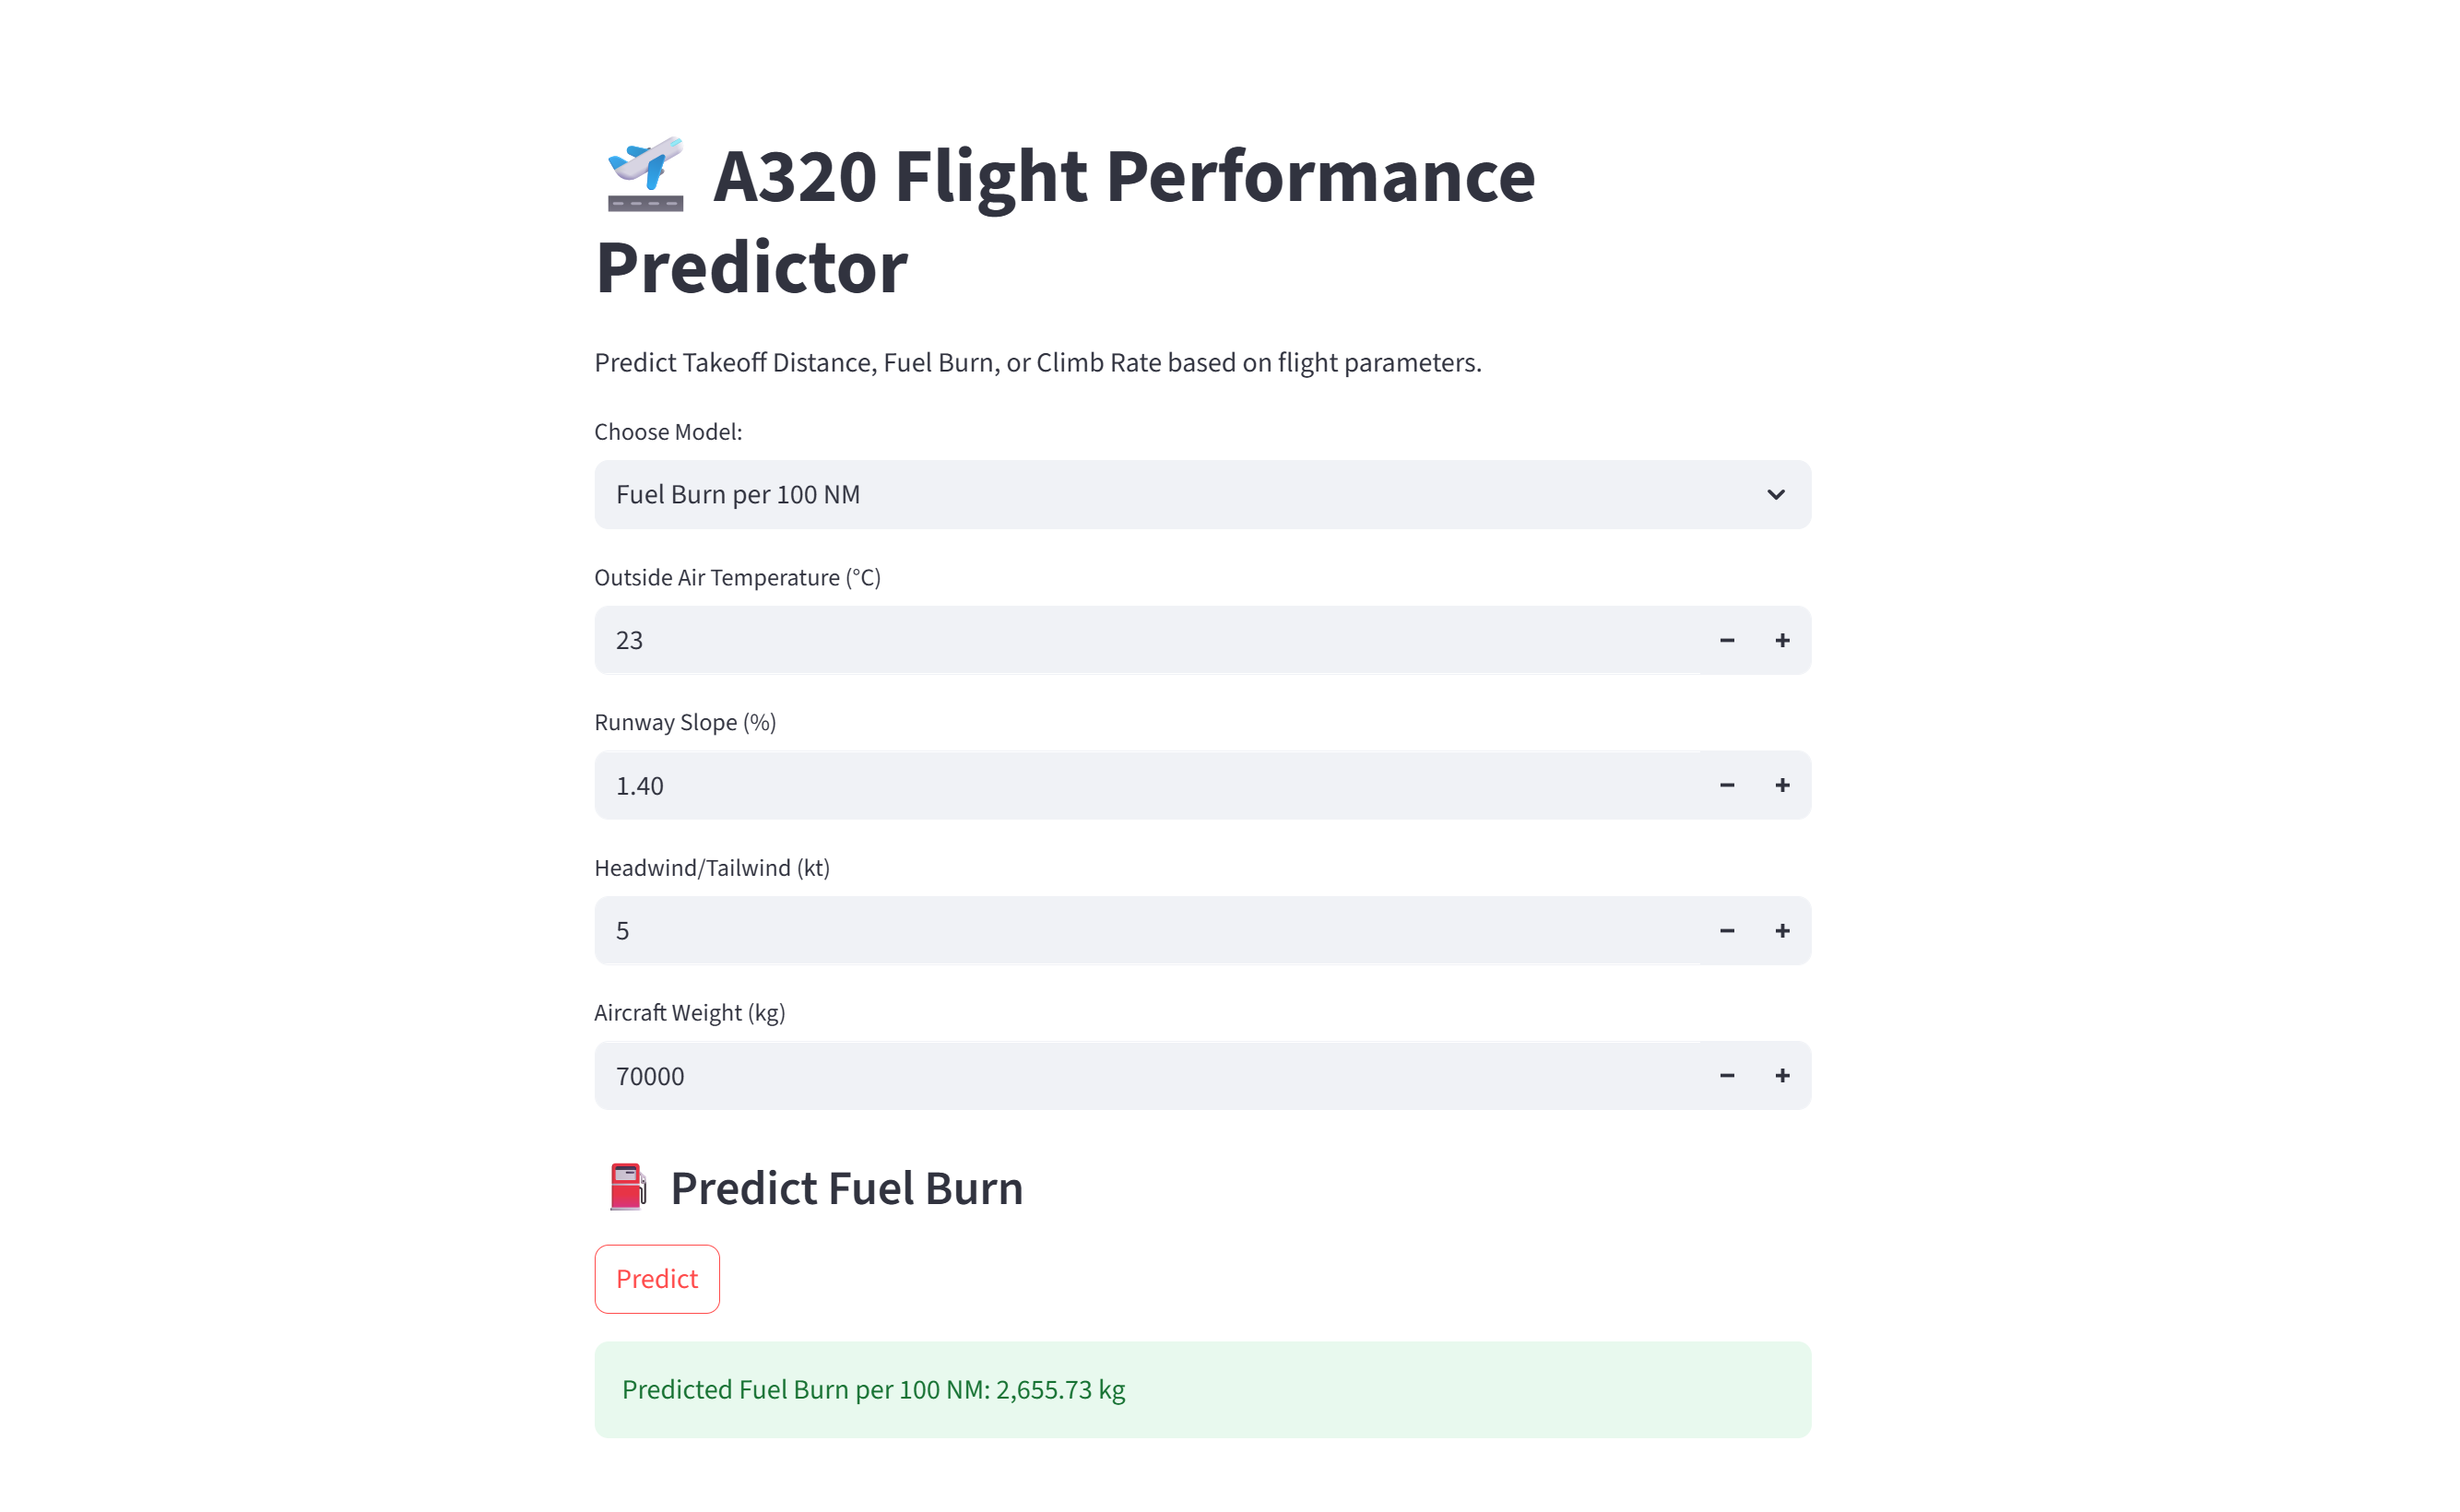 A320 Flight Performance
Predictor
Predict Takeoff Distance, Fuel Burn, or Climb Rate based on flight parameters.
Choose Model:
Fuel Burn per 100 NM
Outside Air Temperature (°C)
23
Runway Slope (%)
1.40
Headwind/Tailwind (kt)
5
Aircraft Weight (kg)
70000
Predict Fuel Burn
Predict
Predicted Fuel Burn per 100 NM: 2,655.73 kg